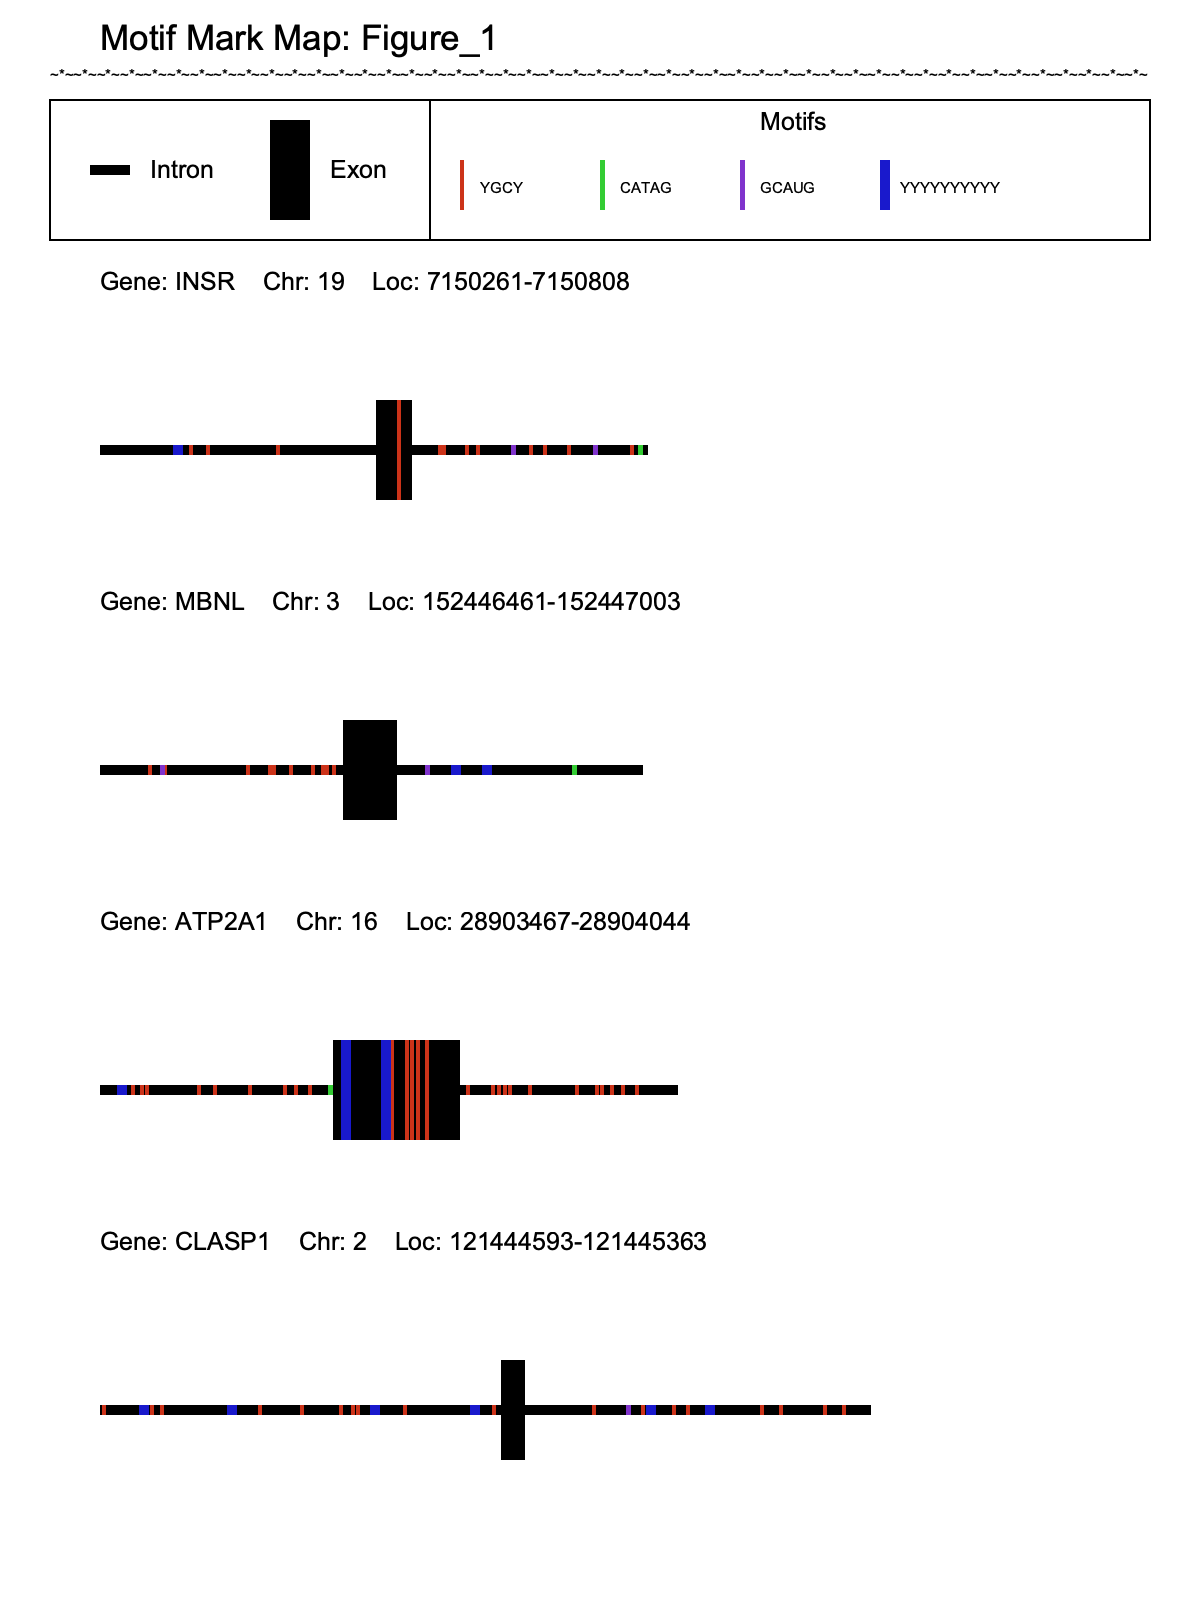 Motif Mark Map: Figure_1
~*~~*~~*~~*~~*~~*~~*~~*~~*~~*~~*~~*~~*~~*~~*~~*~~*~~*~~*~~*~~*~~*~~*~~*~~*~~*~~*~~*~~*~~*~~*~~*~~*~~*~~*~~*~~*~~*~~*~~*~~*~~*~~*~~*~~*~~*~
Motifs
Intron Exon YGCY CATAG GCAUG YYYYYYYYYY
Gene: INSR Chr: 19 Loc: 7150261-7150808
Gene: MBNL Chr: 3 Loc: 152446461-152447003
Gene: ATP2A1 Chr: 16 Loc: 28903467-28904044
Gene: CLASP1 Chr: 2 Loc: 121444593-121445363